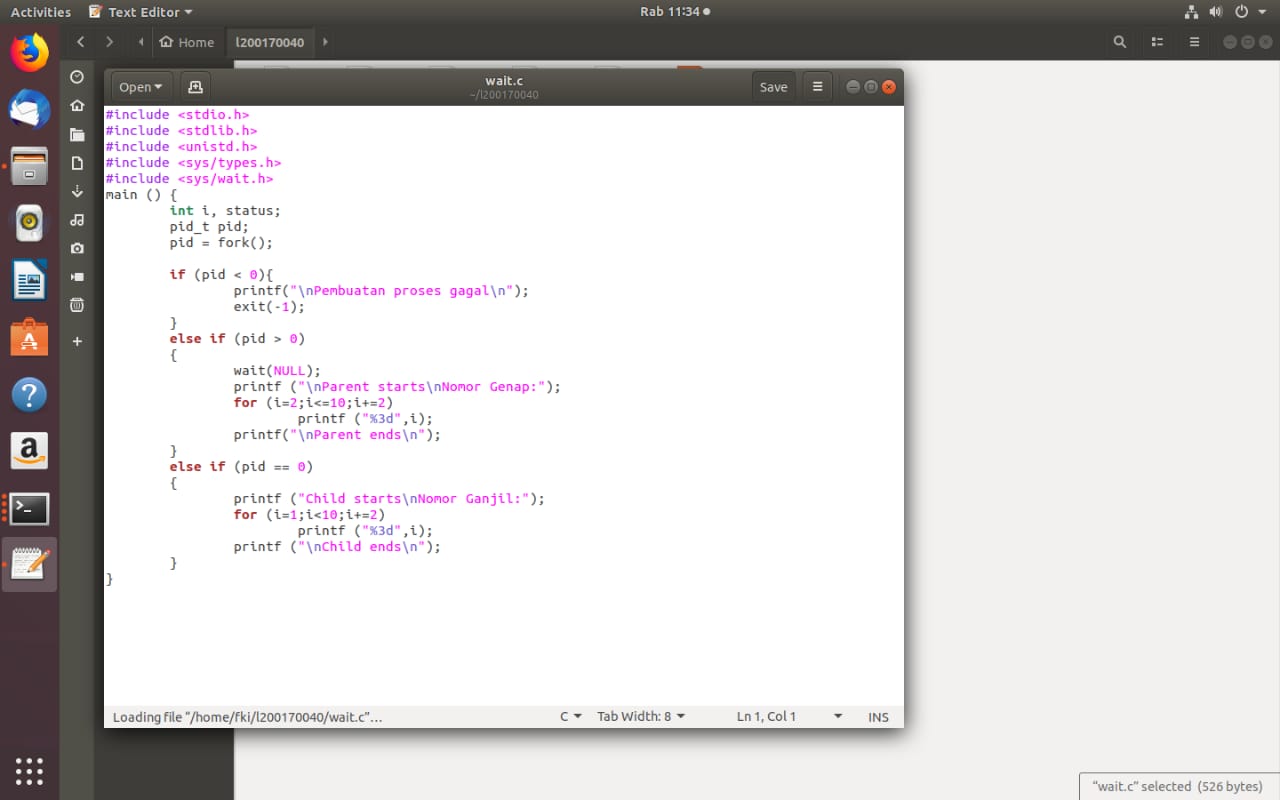 Activities Text Editor Rab 11:34
Home l200170040
Open wait.c Save
~/l200170040
#include <stdio.h>
#include <stdlib.h>
#include <unistd.h>
#include <sys/types.h>
#include <sys/wait.h>
main () {
        int i, status;
        pid_t pid;
        pid = fork();

        if (pid < 0){
                printf("\nPembuatan proses gagal\n");
                exit(-1);
        }
        else if (pid > 0)
        {
                wait(NULL);
                printf ("\nParent starts\nNomor Genap:");
                for (i=2;i<=10;i+=2)
                        printf ("%3d",i);
                printf("\nParent ends\n");
        }
        else if (pid == 0)
        {
                printf ("Child starts\nNomor Ganjil:");
                for (i=1;i<10;i+=2)
                        printf ("%3d",i);
                printf ("\nChild ends\n");
        }
}
Loading file “/home/fki/l200170040/wait.c”… C Tab Width: 8 Ln 1, Col 1 INS
“wait.c” selected (526 bytes)